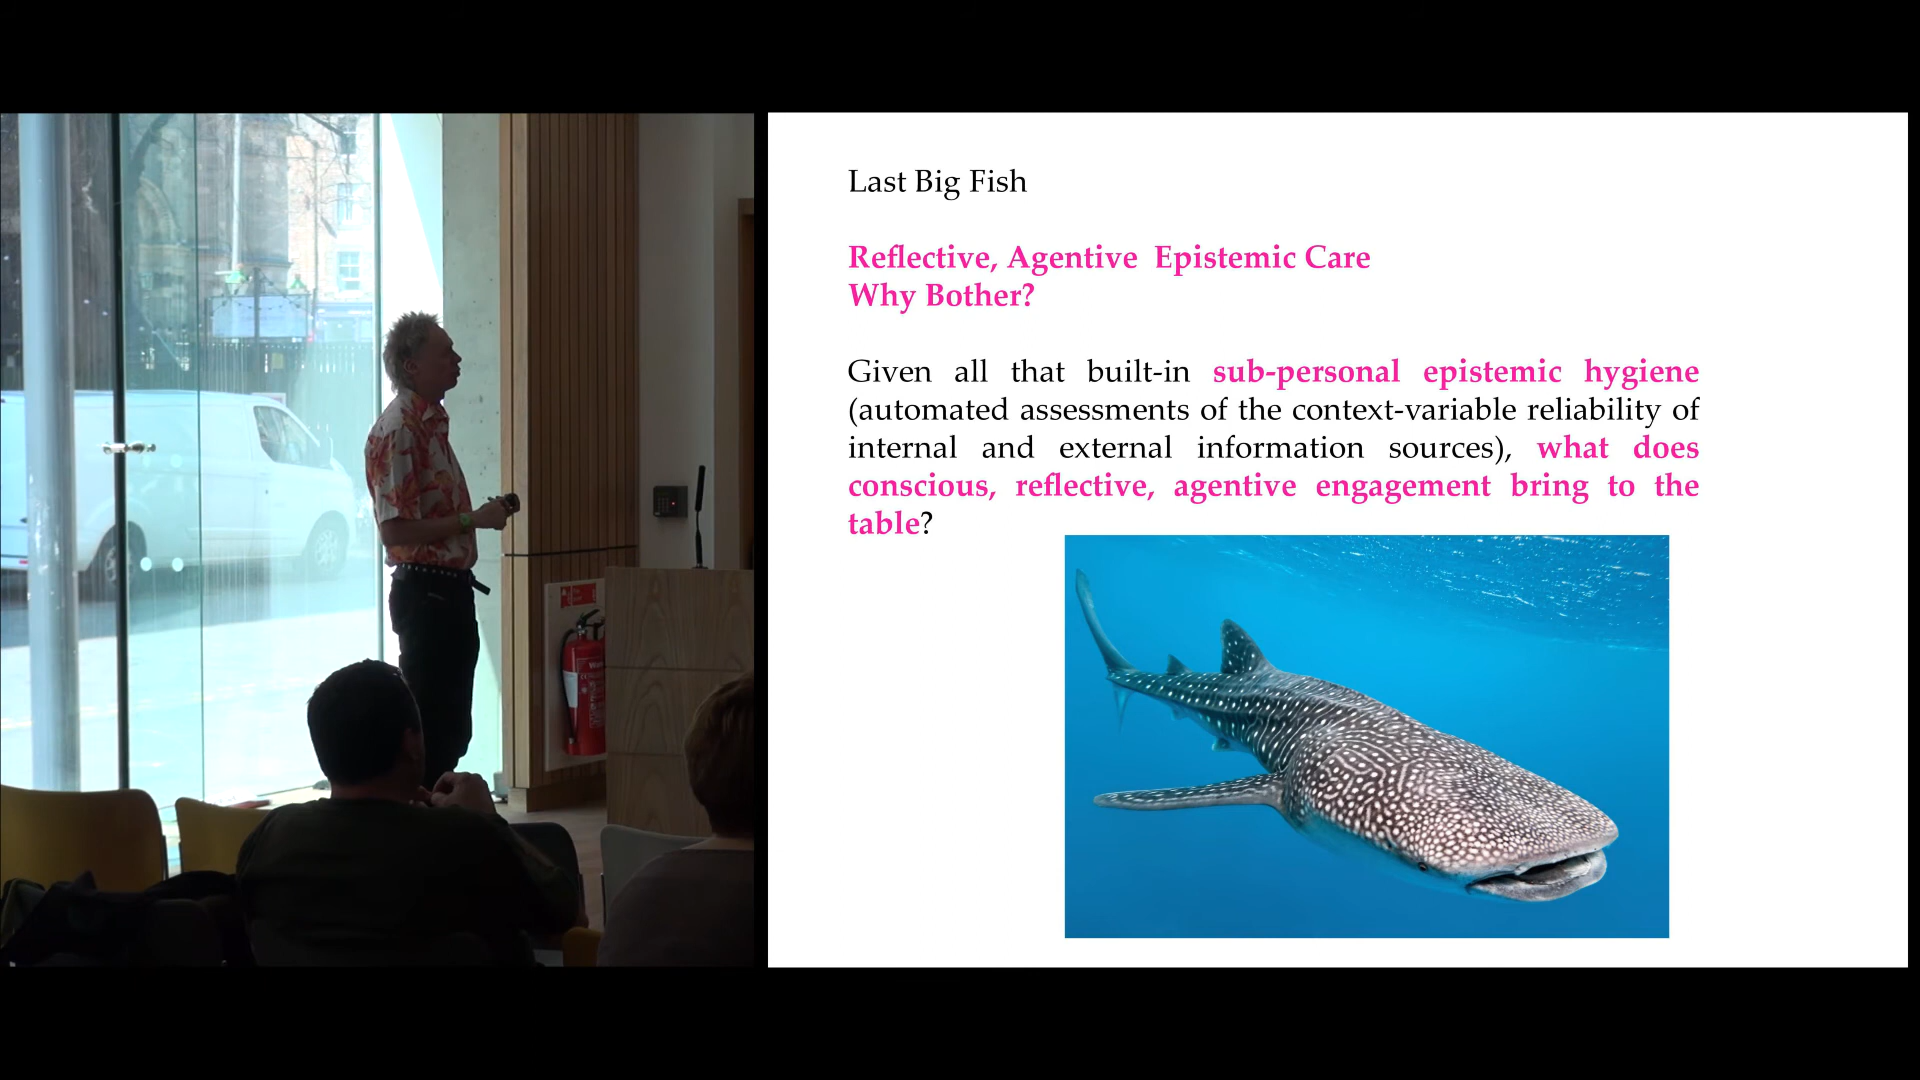 Last Big Fish
Reflective, Agentive Epistemic Care
Why Bother?
Given all that built-in sub-personal epistemic hygiene
(automated assessments of the context-variable reliability of
internal and external information sources), what does
conscious, reflective, agentive engagement bring to the
table?